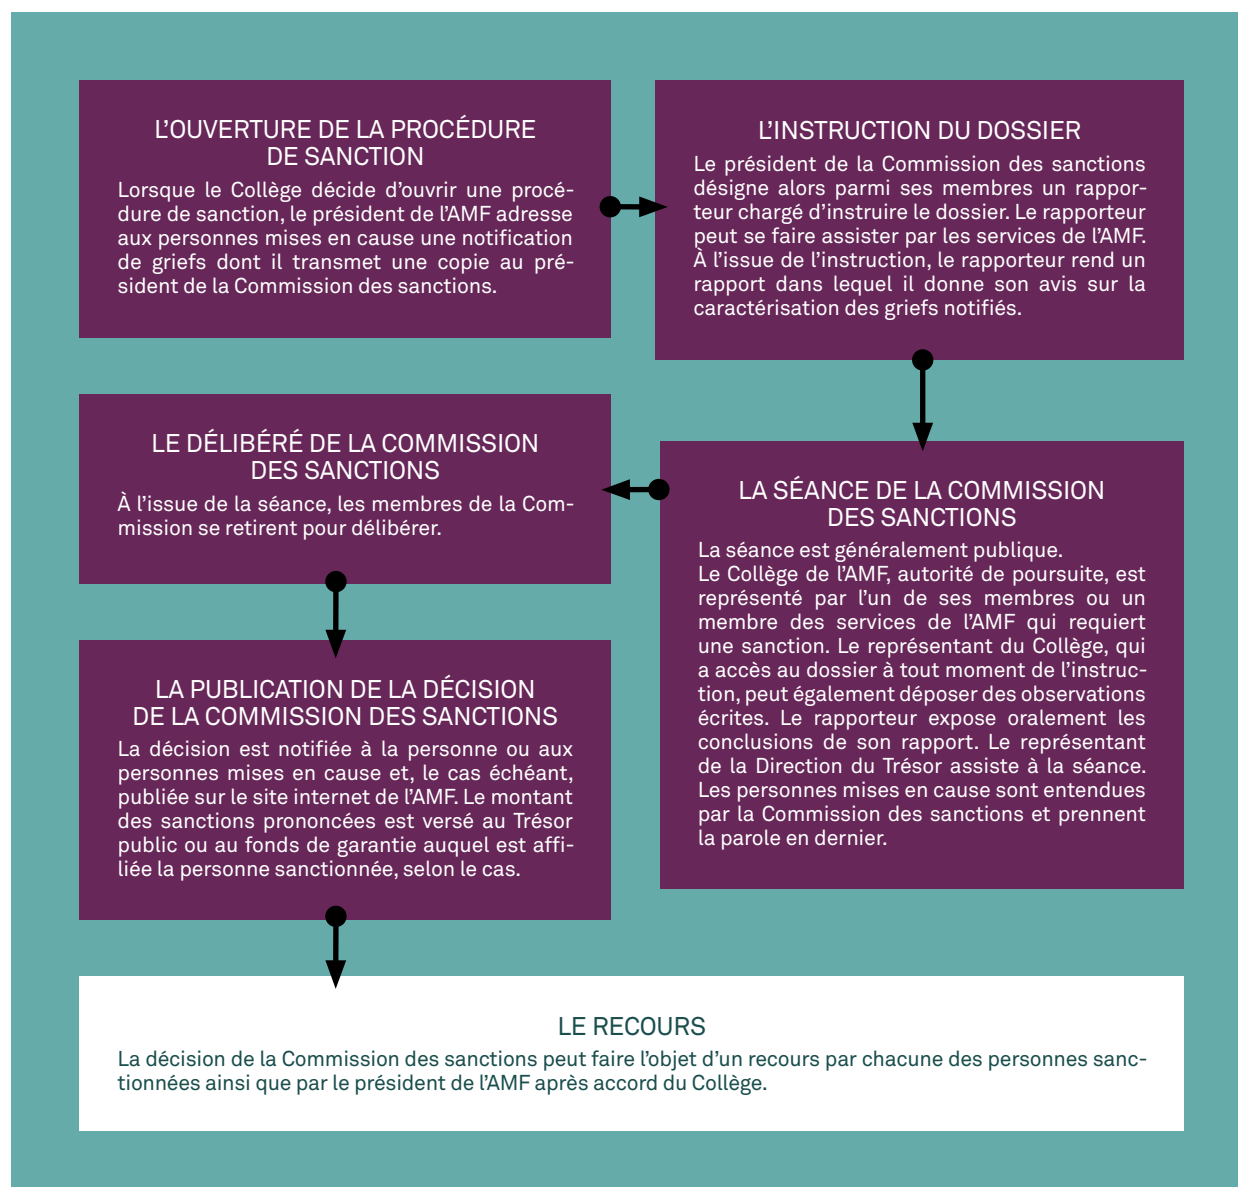 L'OUVERTURE DE LA PROCÉDURE
DE SANCTION
Lorsque le Collège décide d'ouvrir une procé-
dure de sanction, le président de l'AMF adresse
aux personnes mises en cause une notification
de griefs dont il transmet une copie au pré-
sident de la Commission des sanctions.
L'INSTRUCTION DU DOSSIER
Le président de la Commission des sanctions
désigne alors parmi ses membres un rappor-
teur chargé d'instruire le dossier. Le rapporteur
peut se faire assister par les services de l'AMF.
À l'issue de l'instruction, le rapporteur rend un
rapport dans lequel il donne son avis sur la
caractérisation des griefs notifiés.
LA SÉANCE DE LA COMMISSION
DES SANCTIONS
La séance est généralement publique.
Le Collège de l'AMF, autorité de poursuite, est
représenté par l'un de ses membres ou un
membre des services de l'AMF qui requiert
une sanction. Le représentant du Collège, qui
a accès au dossier à tout moment de l'instruc-
tion, peut également déposer des observations
écrites. Le rapporteur expose oralement les
conclusions de son rapport. Le représentant
de la Direction du Trésor assiste à la séance.
Les personnes mises en cause sont entendues
par la Commission des sanctions et prennent
la parole en dernier.
LE DÉLIBÉRÉ DE LA COMMISSION
DES SANCTIONS
À l'issue de la séance, les membres de la Com-
mission se retirent pour délibérer.
LA PUBLICATION DE LA DÉCISION
DE LA COMMISSION DES SANCTIONS
La décision est notifiée à la personne ou aux
personnes mises en cause et, le cas échéant,
publiée sur le site internet de l'AMF. Le montant
des sanctions prononcées est versé au Trésor
public ou au fonds de garantie auquel est affi-
liée la personne sanctionnée, selon le cas.
LE RECOURS
La décision de la Commission des sanctions peut faire l'objet d'un recours par chacune des personnes sanc-
tionnées ainsi que par le président de l'AMF après accord du Collège.